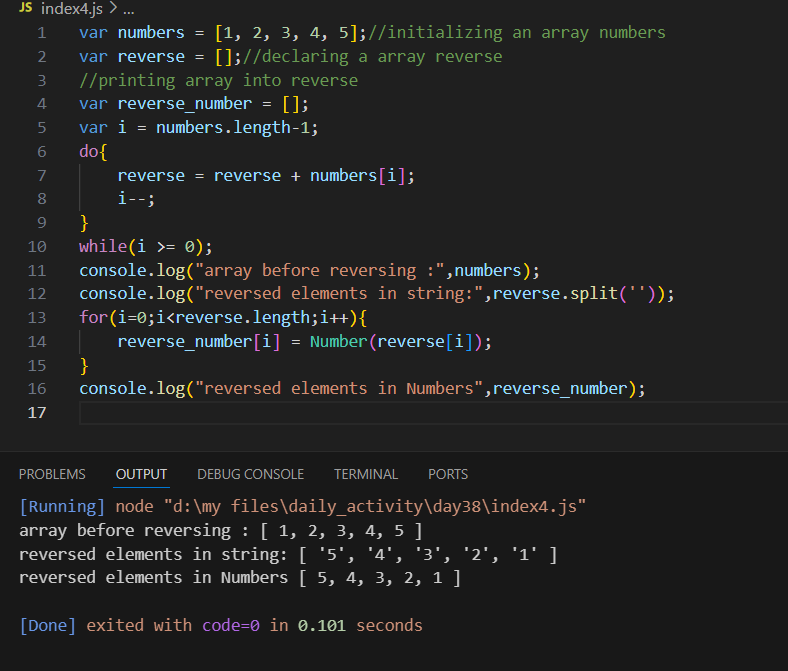 JS index4.js > ...
1 var numbers = [1, 2, 3, 4, 5];//initializing an array numbers
2 var reverse = [];//declaring a array reverse
3 //printing array into reverse
4 var reverse_number = [];
5 var i = numbers.length-1;
6 do{
7 reverse = reverse + numbers[i];
8 i--;
9 }
10 while(i >= 0);
11 console.log("array before reversing :",numbers);
12 console.log("reversed elements in string:",reverse.split(''));
13 for(i=0;i<reverse.length;i++){
14 reverse_number[i] = Number(reverse[i]);
15 }
16 console.log("reversed elements in Numbers",reverse_number);
17
PROBLEMS OUTPUT DEBUG CONSOLE TERMINAL PORTS
[Running] node "d:\my files\daily_activity\day38\index4.js"
array before reversing : [ 1, 2, 3, 4, 5 ]
reversed elements in string: [ '5', '4', '3', '2', '1' ]
reversed elements in Numbers [ 5, 4, 3, 2, 1 ]
[Done] exited with code=0 in 0.101 seconds